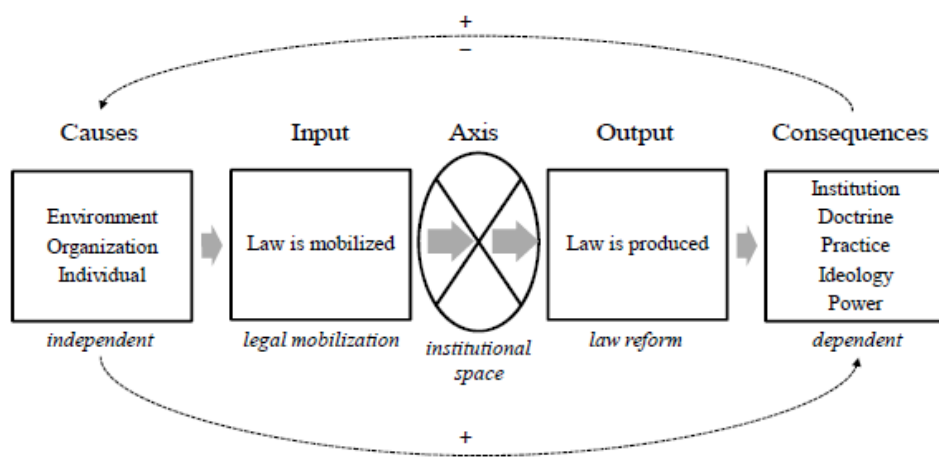 +
−
Causes
Input
Axis
Output
Consequences
Environment
Organization
Individual
Law is mobilized
Law is produced
Institution
Doctrine
Practice
Ideology
Power
independent
legal mobilization
institutional
space
law reform
dependent
+